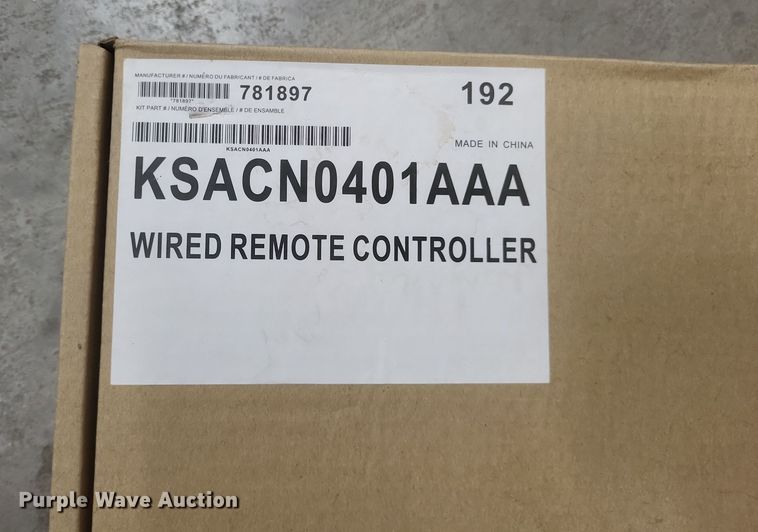 MANUFACTURER # / NUMÉRO DU FABRICANT / # DE FABRICA
781897
192
*781897*
KIT PART # / NUMÉRO D'ENSEMBLE / # DE ENSAMBLE
MADE IN CHINA
KSACN0401AAA
KSACN0401AAA
WIRED REMOTE CONTROLLER
Purple Wave Auction